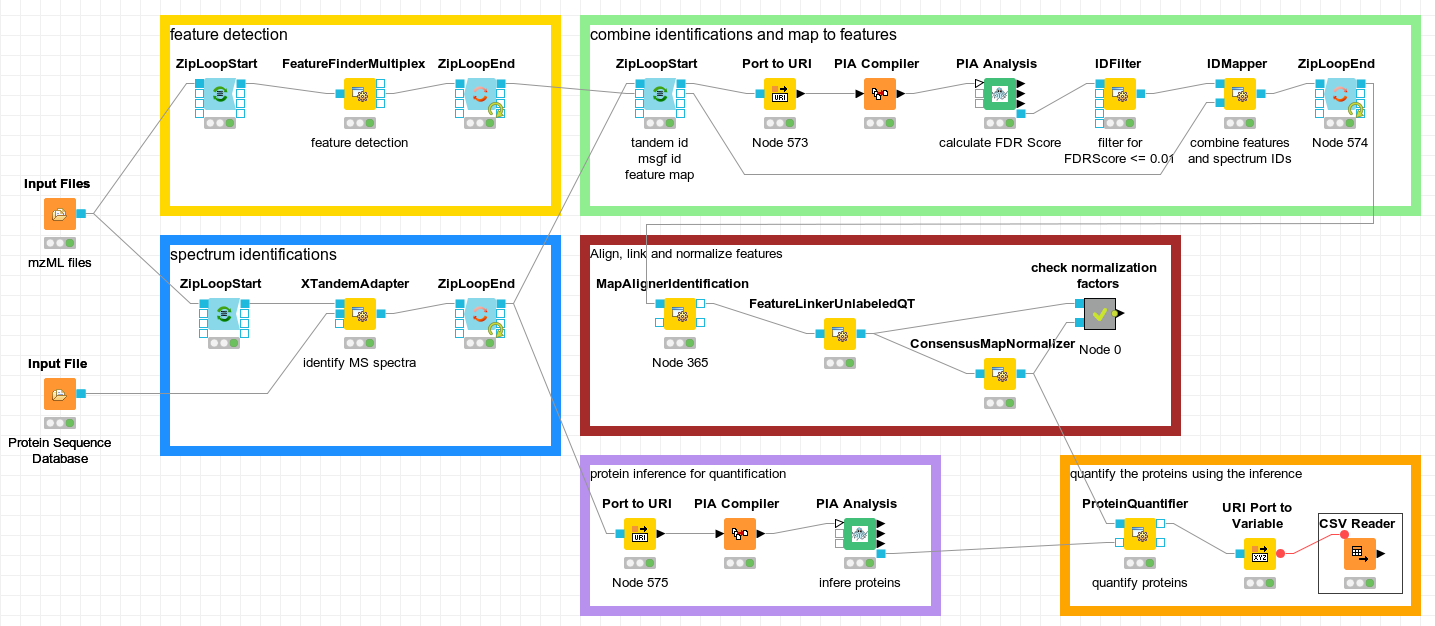 feature detection
ZipLoopStart
FeatureFinderMultiplex
ZipLoopEnd
feature detection
combine identifications and map to features
ZipLoopStart
Port to URI
PIA Compiler
PIA Analysis
IDFilter
IDMapper
ZipLoopEnd
URI
tandem id
msgf id
feature map
Node 573
calculate FDR Score
filter for
FDRScore <= 0.01
combine features
and spectrum IDs
Node 574
Input Files
mzML files
spectrum identifications
ZipLoopStart
XTandemAdapter
ZipLoopEnd
identify MS spectra
Input File
Protein Sequence
Database
Align, link and normalize features
MapAlignerIdentification
Node 365
FeatureLinkerUnlabeledQT
ConsensusMapNormalizer
check normalization
factors
Node 0
protein inference for quantification
Port to URI
PIA Compiler
PIA Analysis
URI
Node 575
infere proteins
quantify the proteins using the inference
ProteinQuantifier
quantify proteins
URI Port to
Variable
XYZ
CSV Reader